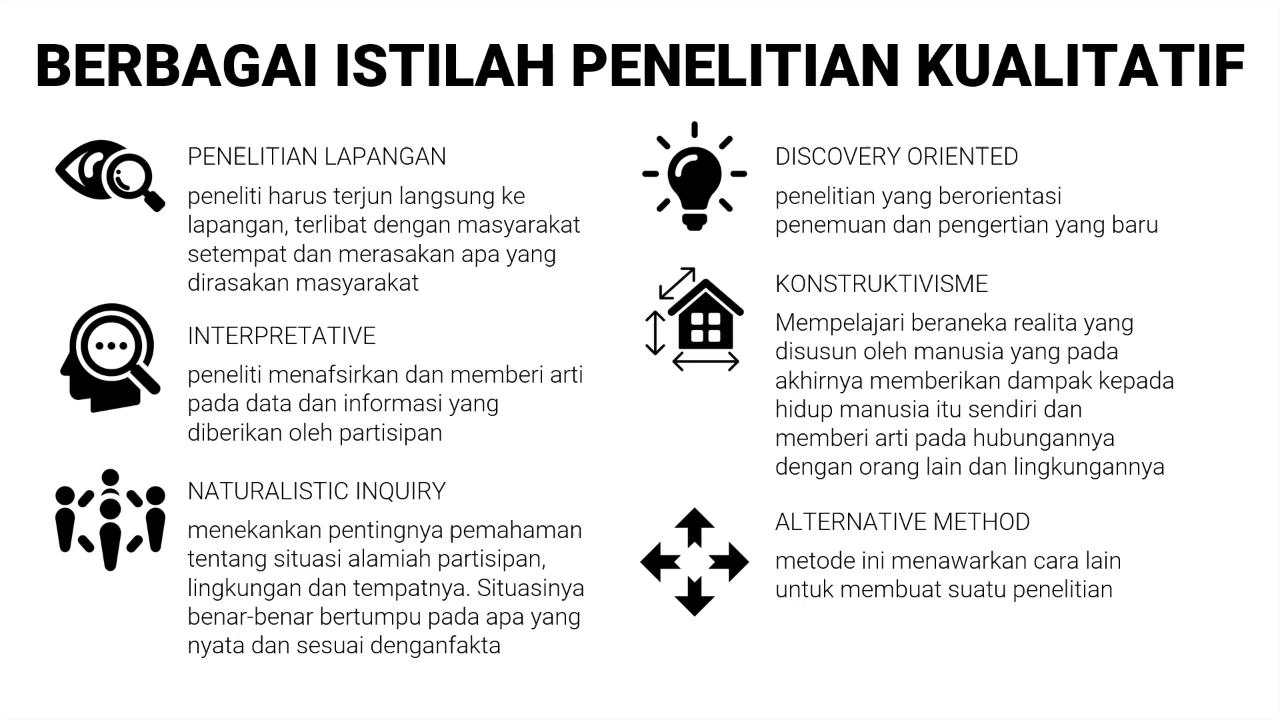 BERBAGAI ISTILAH PENELITIAN KUALITATIF
PENELITIAN LAPANGAN
peneliti harus terjun langsung ke
lapangan, terlibat dengan masyarakat
setempat dan merasakan apa yang
dirasakan masyarakat
INTERPRETATIVE
peneliti menafsirkan dan memberi arti
pada data dan informasi yang
diberikan oleh partisipan
NATURALISTIC INQUIRY
menekankan pentingnya pemahaman
tentang situasi alamiah partisipan,
lingkungan dan tempatnya. Situasinya
benar-benar bertumpu pada apa yang
nyata dan sesuai denganfakta
DISCOVERY ORIENTED
penelitian yang berorientasi
penemuan dan pengertian yang baru
KONSTRUKTIVISME
Mempelajari beraneka realita yang
disusun oleh manusia yang pada
akhirnya memberikan dampak kepada
hidup manusia itu sendiri dan
memberi arti pada hubungannya
dengan orang lain dan lingkungannya
ALTERNATIVE METHOD
metode ini menawarkan cara lain
untuk membuat suatu penelitian